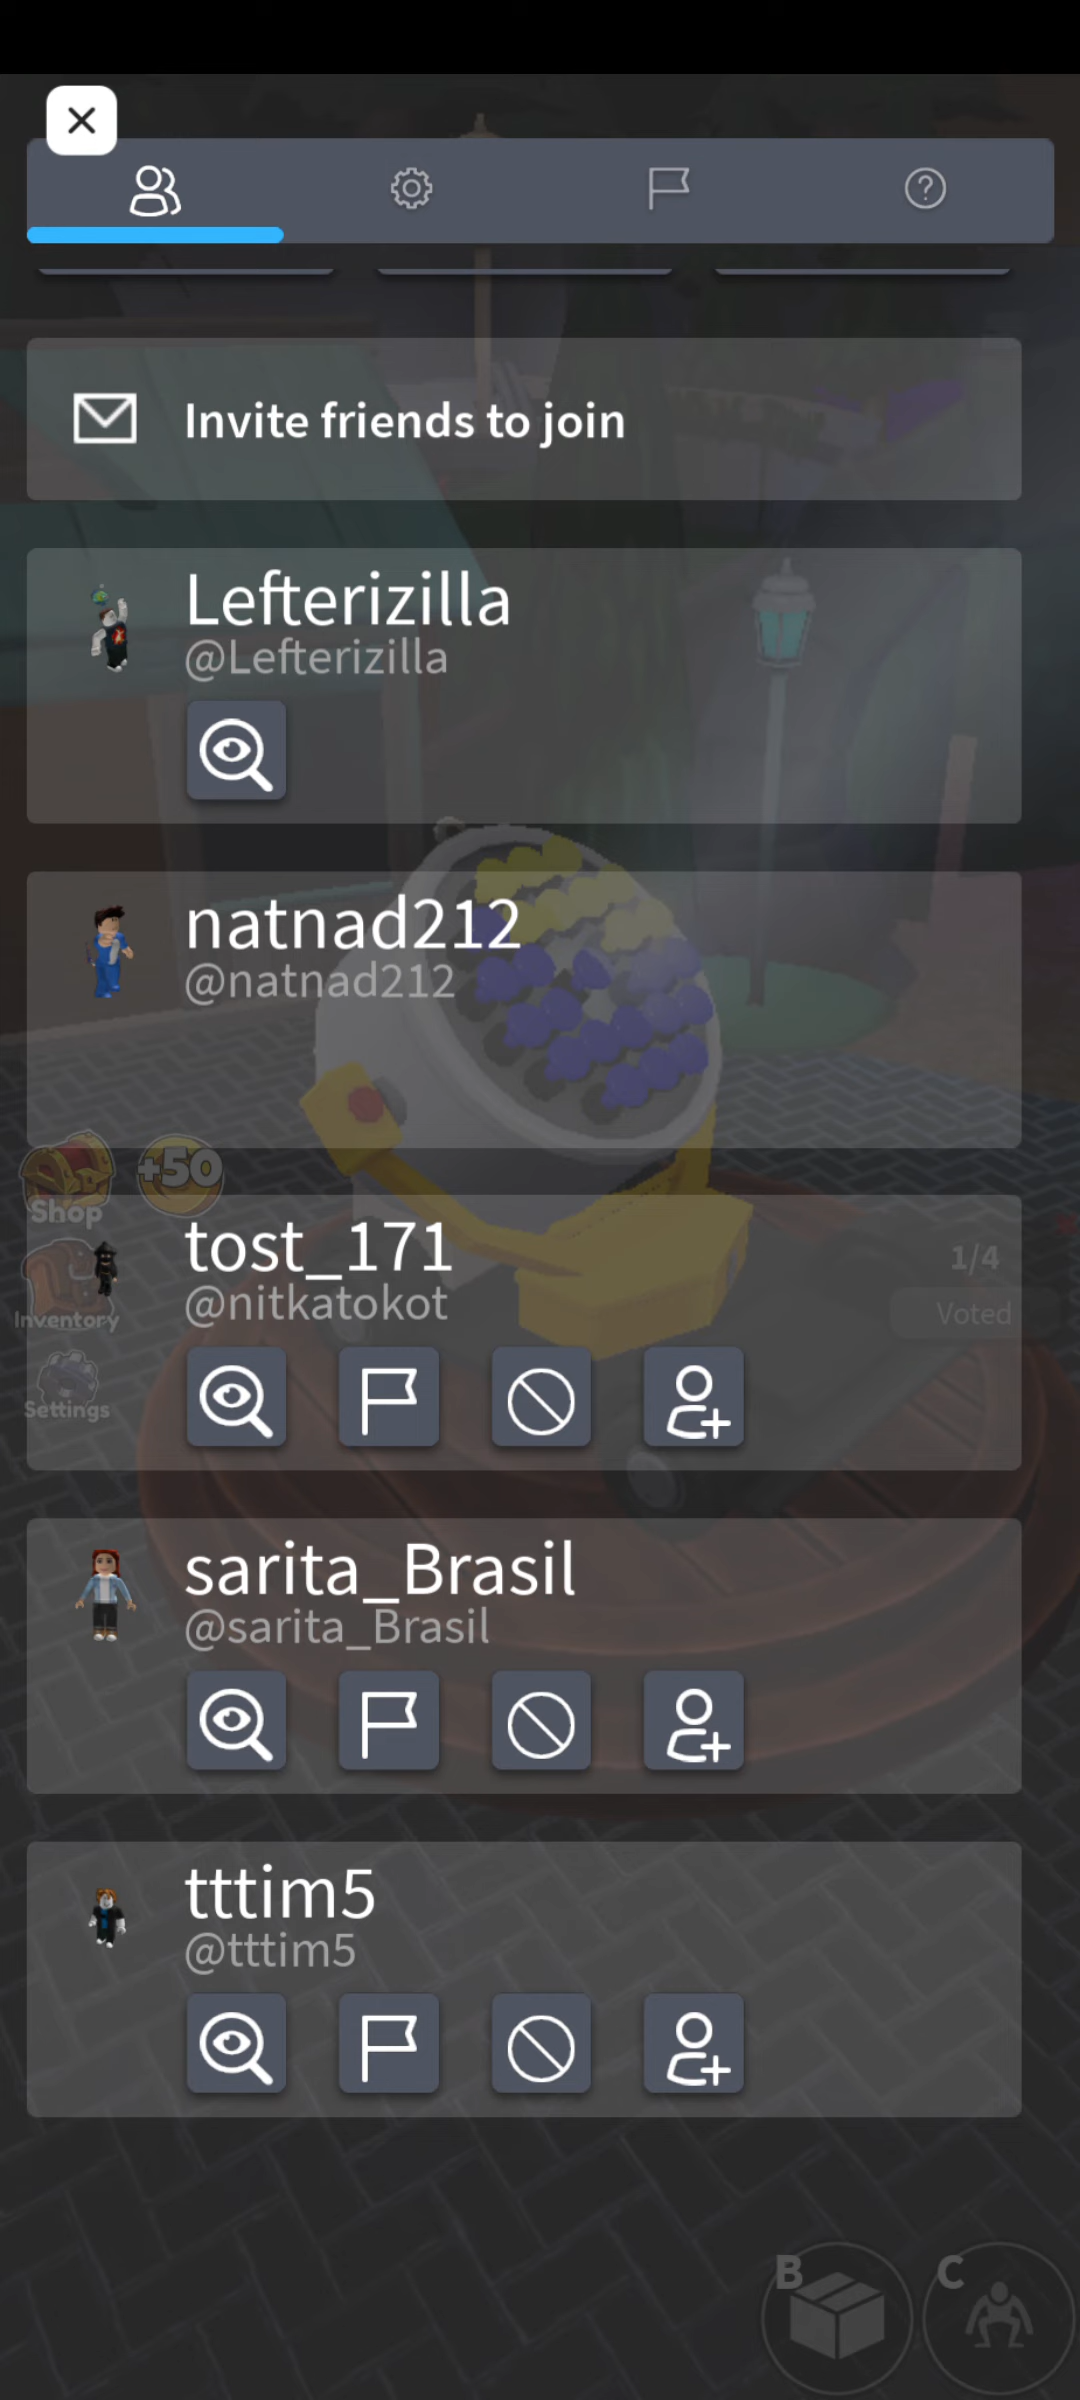 Invite friends to join
Lefterizilla
@Lefterizilla
natnad212
@natnad212
+50
Shop
tost_171
@nitkatokot
1/4
Voted
Inventory
Settings
sarita_Brasil
@sarita_Brasil
tttim5
@tttim5
B
C